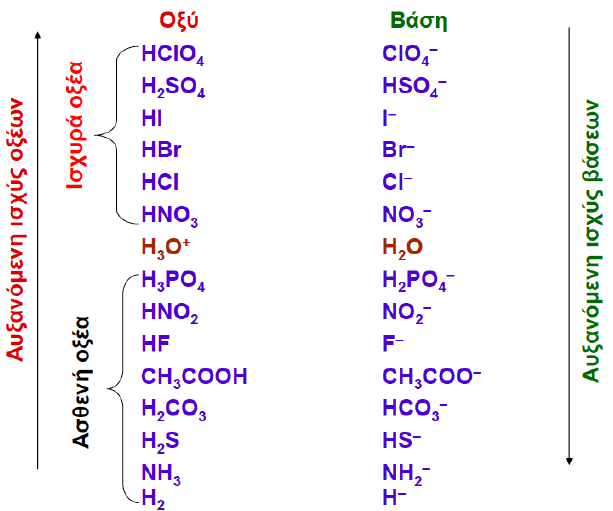 Οξύ Βάση
HClO₄ ClO₄⁻
H₂SO₄ HSO₄⁻
HI I⁻
HBr Br⁻
HCl Cl⁻
HNO₃ NO₃⁻
H₃O⁺ H₂O
H₃PO₄ H₂PO₄⁻
HNO₂ NO₂⁻
HF F⁻
CH₃COOH CH₃COO⁻
H₂CO₃ HCO₃⁻
H₂S HS⁻
NH₃ NH₂⁻
H₂ H⁻
Αυξανόμενη ισχύς οξέων
Ισχυρά οξέα
Ασθενή οξέα
Αυξανόμενη ισχύς βάσεων